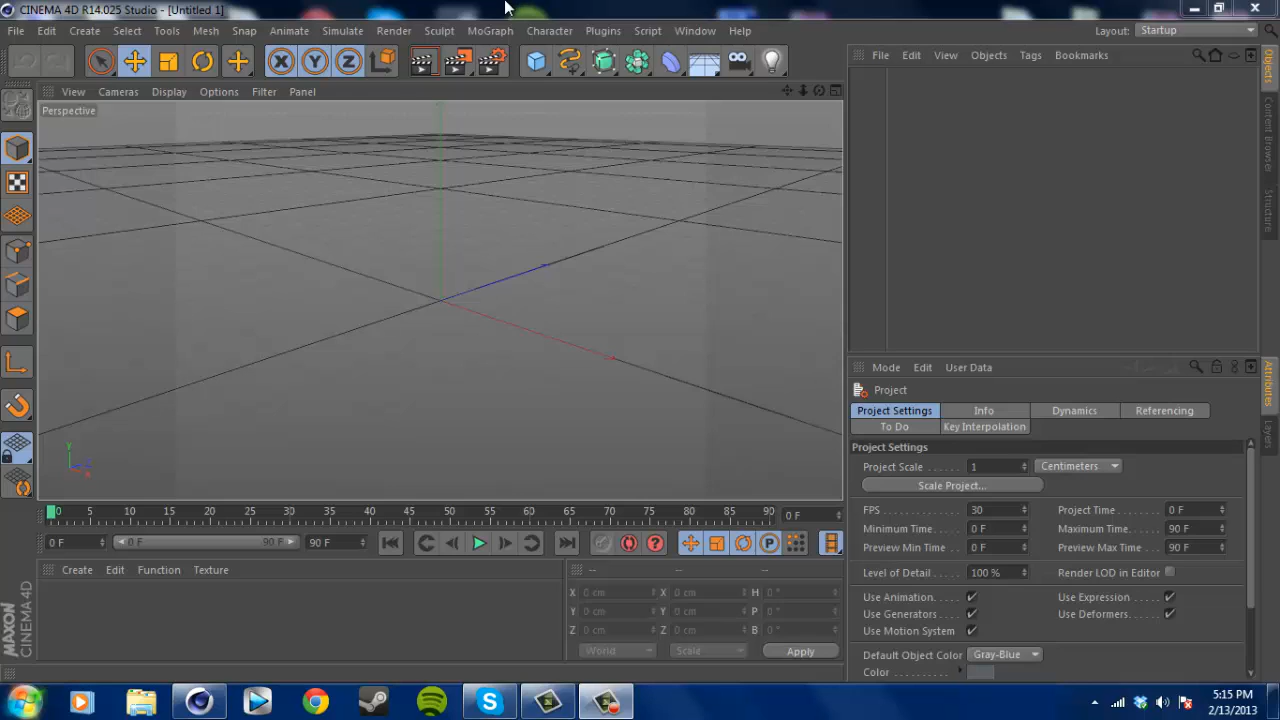 CINEMA 4D R14.025 Studio - [Untitled 1]
File Edit Create Select Tools Mesh Snap Animate Simulate Render Sculpt MoGraph Character Plugins Script Window Help Layout: Startup
File Edit View Objects Tags Bookmarks
View Cameras Display Options Filter Panel
Perspective
X Y Z
Objects
Content Browser
Structure
Y
Mode Edit User Data
Attributes
Layers
Project
Project Settings Info Dynamics Referencing
To Do Key Interpolation
Project Settings
Project Scale 1 Centimeters
Scale Project...
FPS 30 Project Time 0 F
Minimum Time 0 F Maximum Time 90 F
Preview Min Time 0 F Preview Max Time 90 F
Level of Detail 100 % Render LOD in Editor
Use Animation Use Expression
Use Generators Use Deformers
Use Motion System
Default Object Color Gray-Blue
Color
0 5 10 15 20 25 30 35 40 45 50 55 60 65 70 75 80 85 90 0 F
0 F 0 F 90 F 90 F
Create Edit Function Texture
-- -- --
X 0 cm X 0 cm H 0 °
Y 0 cm Y 0 cm P 0 °
Z 0 cm Z 0 cm B 0 °
World Scale Apply
MAXON
CINEMA 4D
5:15 PM
2/13/2013